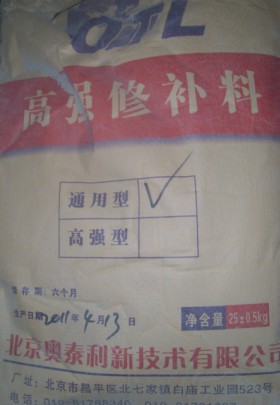 OTL
高强修补料
通用型 ✓
高强型
保存期:六个月
生产日期2011年4月13日
净含量 25±0.5kg
北京奥泰利新技术有限公司
厂址:北京市昌平区北七家镇白庙工业园523号
电话: